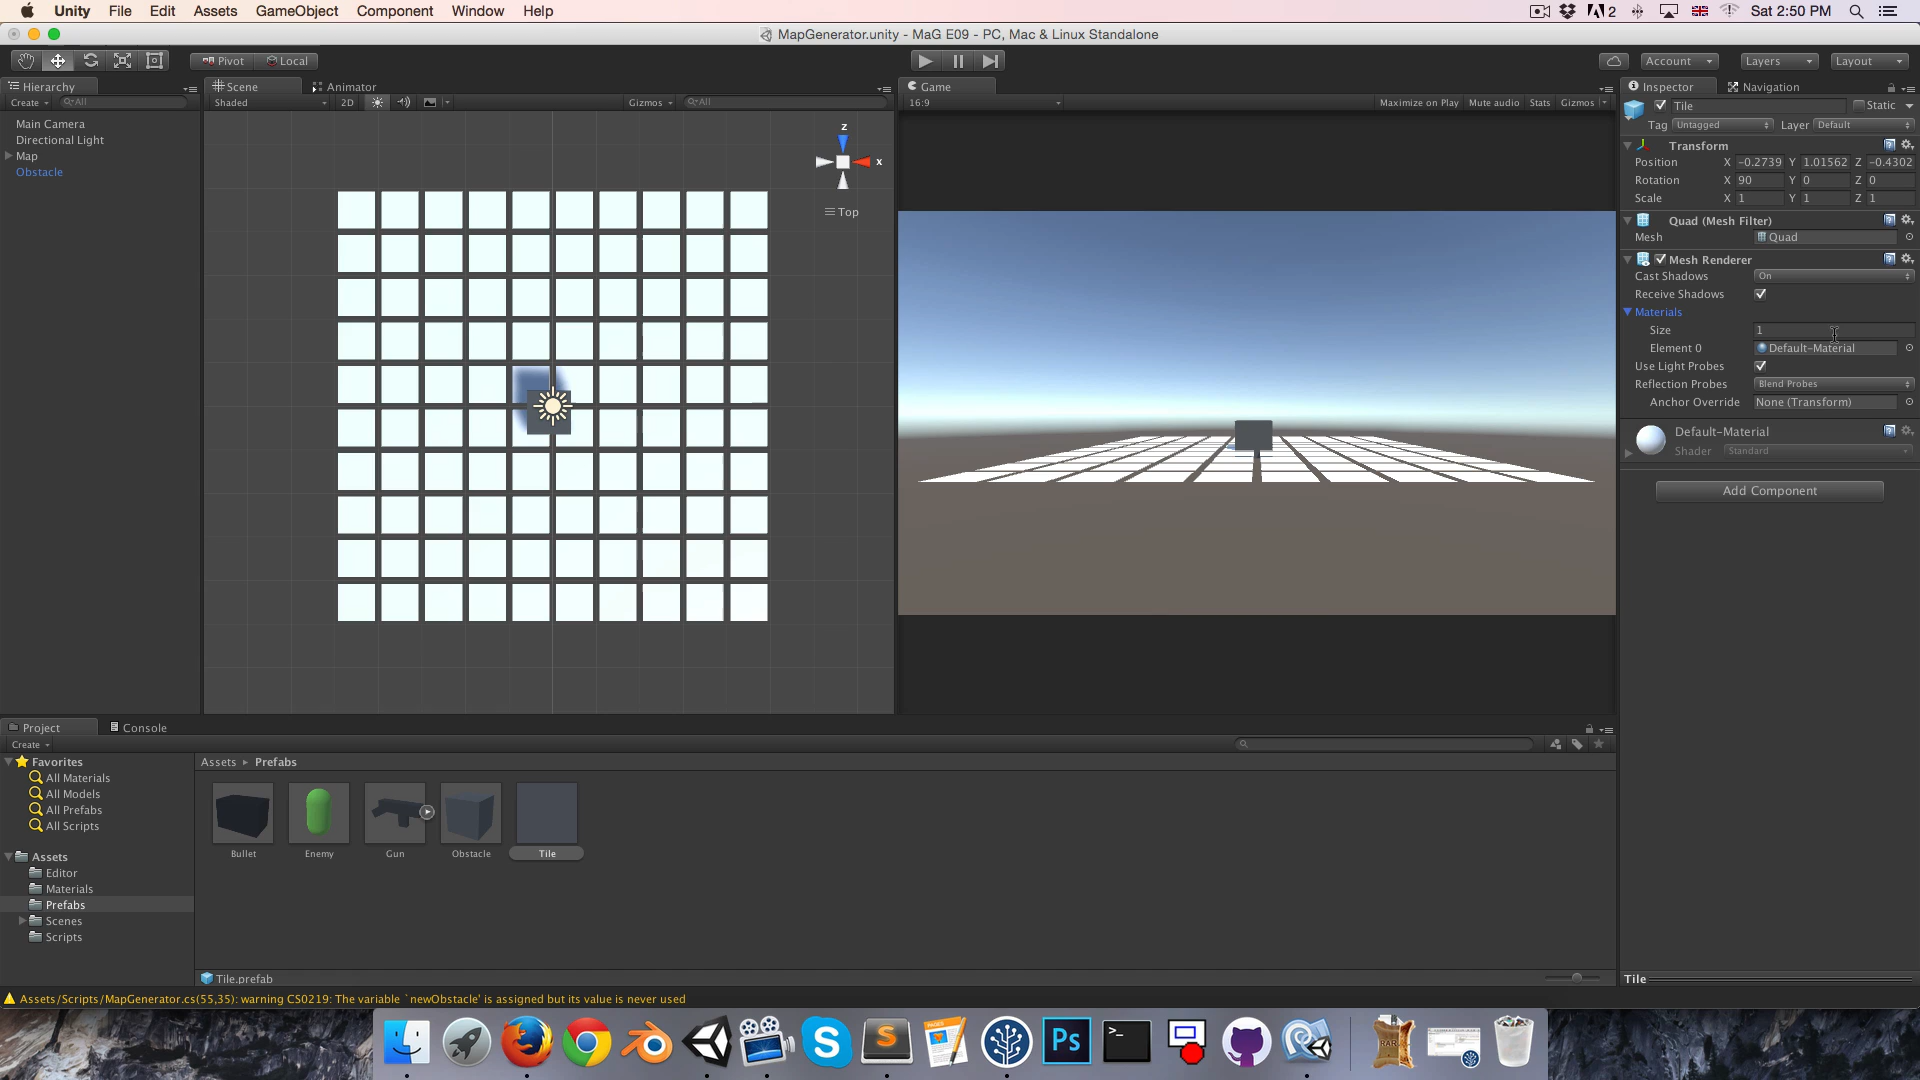 Unity File Edit Assets GameObject Component Window Help
2 Sat 2:50 PM
MapGenerator.unity - MaG E09 - PC, Mac & Linux Standalone
Pivot Local
Account Layers Layout
Hierarchy
Create All
Main Camera
Directional Light
Map
Obstacle
Scene Animator
Shaded 2D Gizmos All
z
x
Top
Game
16:9 Maximize on Play Mute audio Stats Gizmos
Inspector Navigation
Tile Static
Tag Untagged Layer Default
Transform
Position X -0.2739 Y 1.01562 Z -0.4302
Rotation X 90 Y 0 Z 0
Scale X 1 Y 1 Z 1
Quad (Mesh Filter)
Mesh Quad
Mesh Renderer
Cast Shadows On
Receive Shadows
Materials
Size 1
Element 0 Default-Material
Use Light Probes
Reflection Probes Blend Probes
Anchor Override None (Transform)
Default-Material
Shader Standard
Add Component
Project Console
Create
Favorites
All Materials
All Models
All Prefabs
All Scripts
Assets
Editor
Materials
Prefabs
Scenes
Scripts
Assets Prefabs
Bullet Enemy Gun Obstacle Tile
Tile.prefab
Tile
Assets/Scripts/MapGenerator.cs(55,35): warning CS0219: The variable `newObstacle' is assigned but its value is never used
S
S
PAGES
Ps
>_
RAR